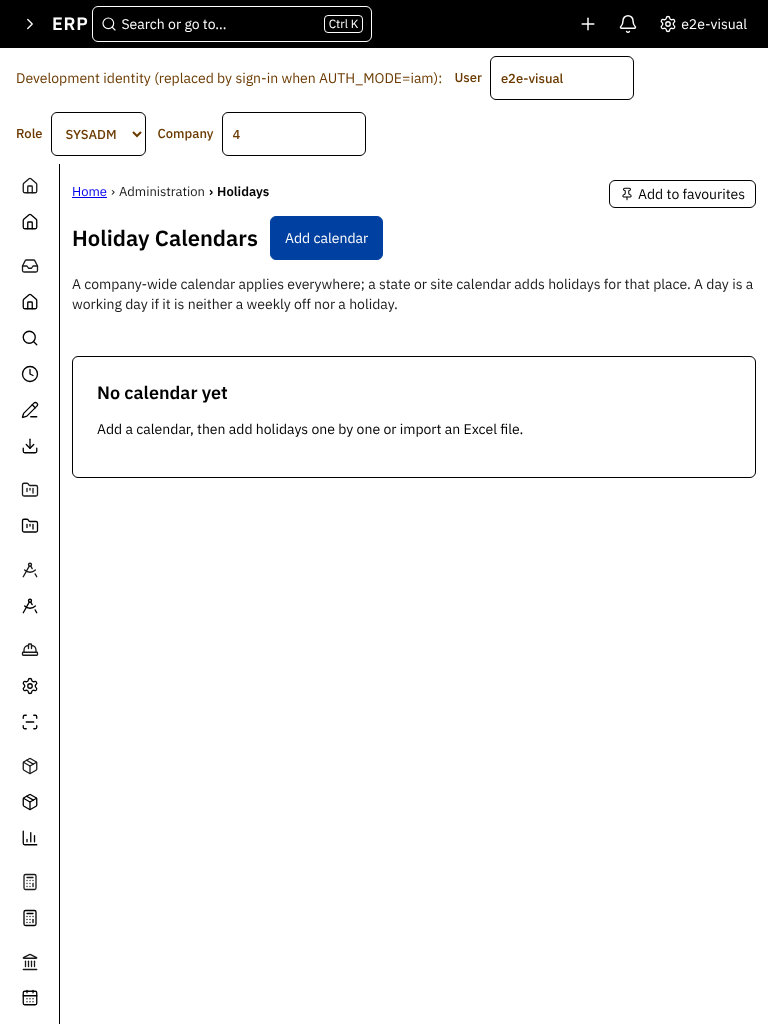 ERP
Search or go to...
Ctrl K
e2e-visual
Development identity (replaced by sign-in when AUTH_MODE=iam):
User
e2e-visual
Role
SYSADM
Company
4
Home › Administration › Holidays
Add to favourites
Holiday Calendars
Add calendar
A company-wide calendar applies everywhere; a state or site calendar adds holidays for that place. A day is a
working day if it is neither a weekly off nor a holiday.
No calendar yet
Add a calendar, then add holidays one by one or import an Excel file.